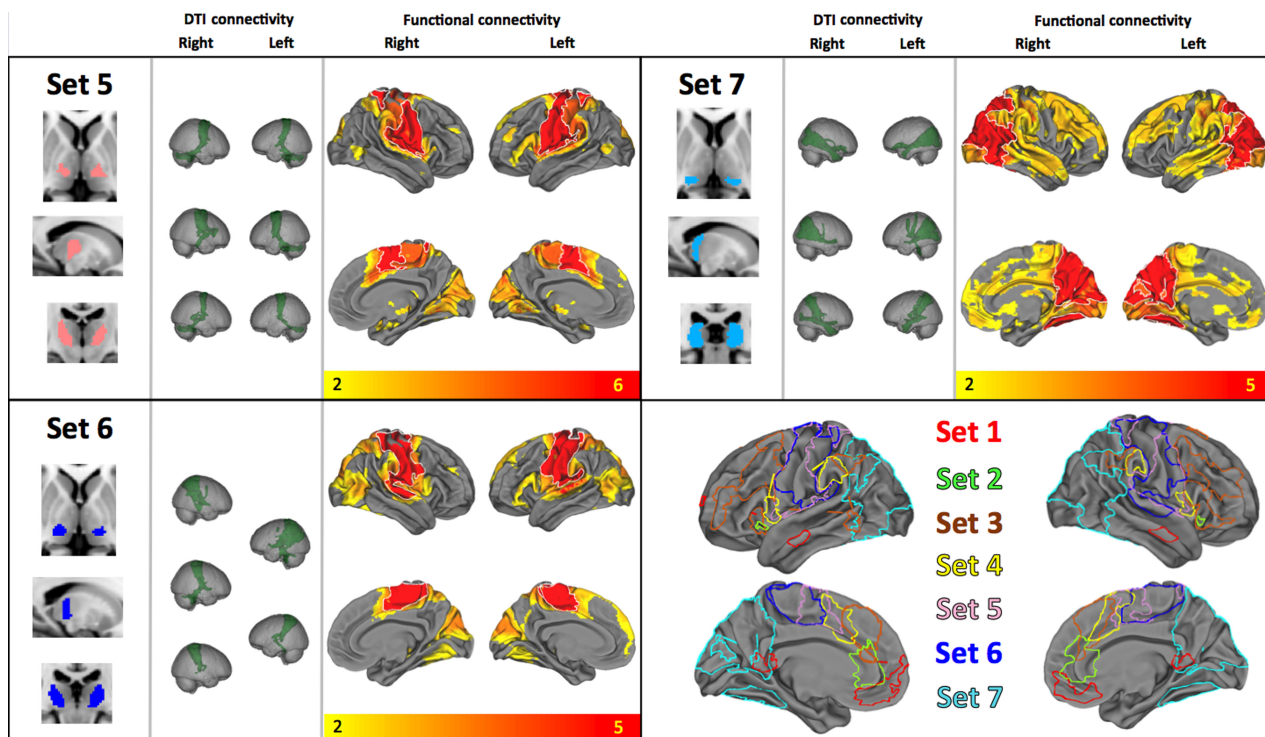 DTI connectivity
Functional connectivity
Right
Left
Right
Left
DTI connectivity
Functional connectivity
Right
Left
Right
Left
Set 5
2
6
Set 7
2
5
Set 6
2
5
Set 1
Set 2
Set 3
Set 4
Set 5
Set 6
Set 7